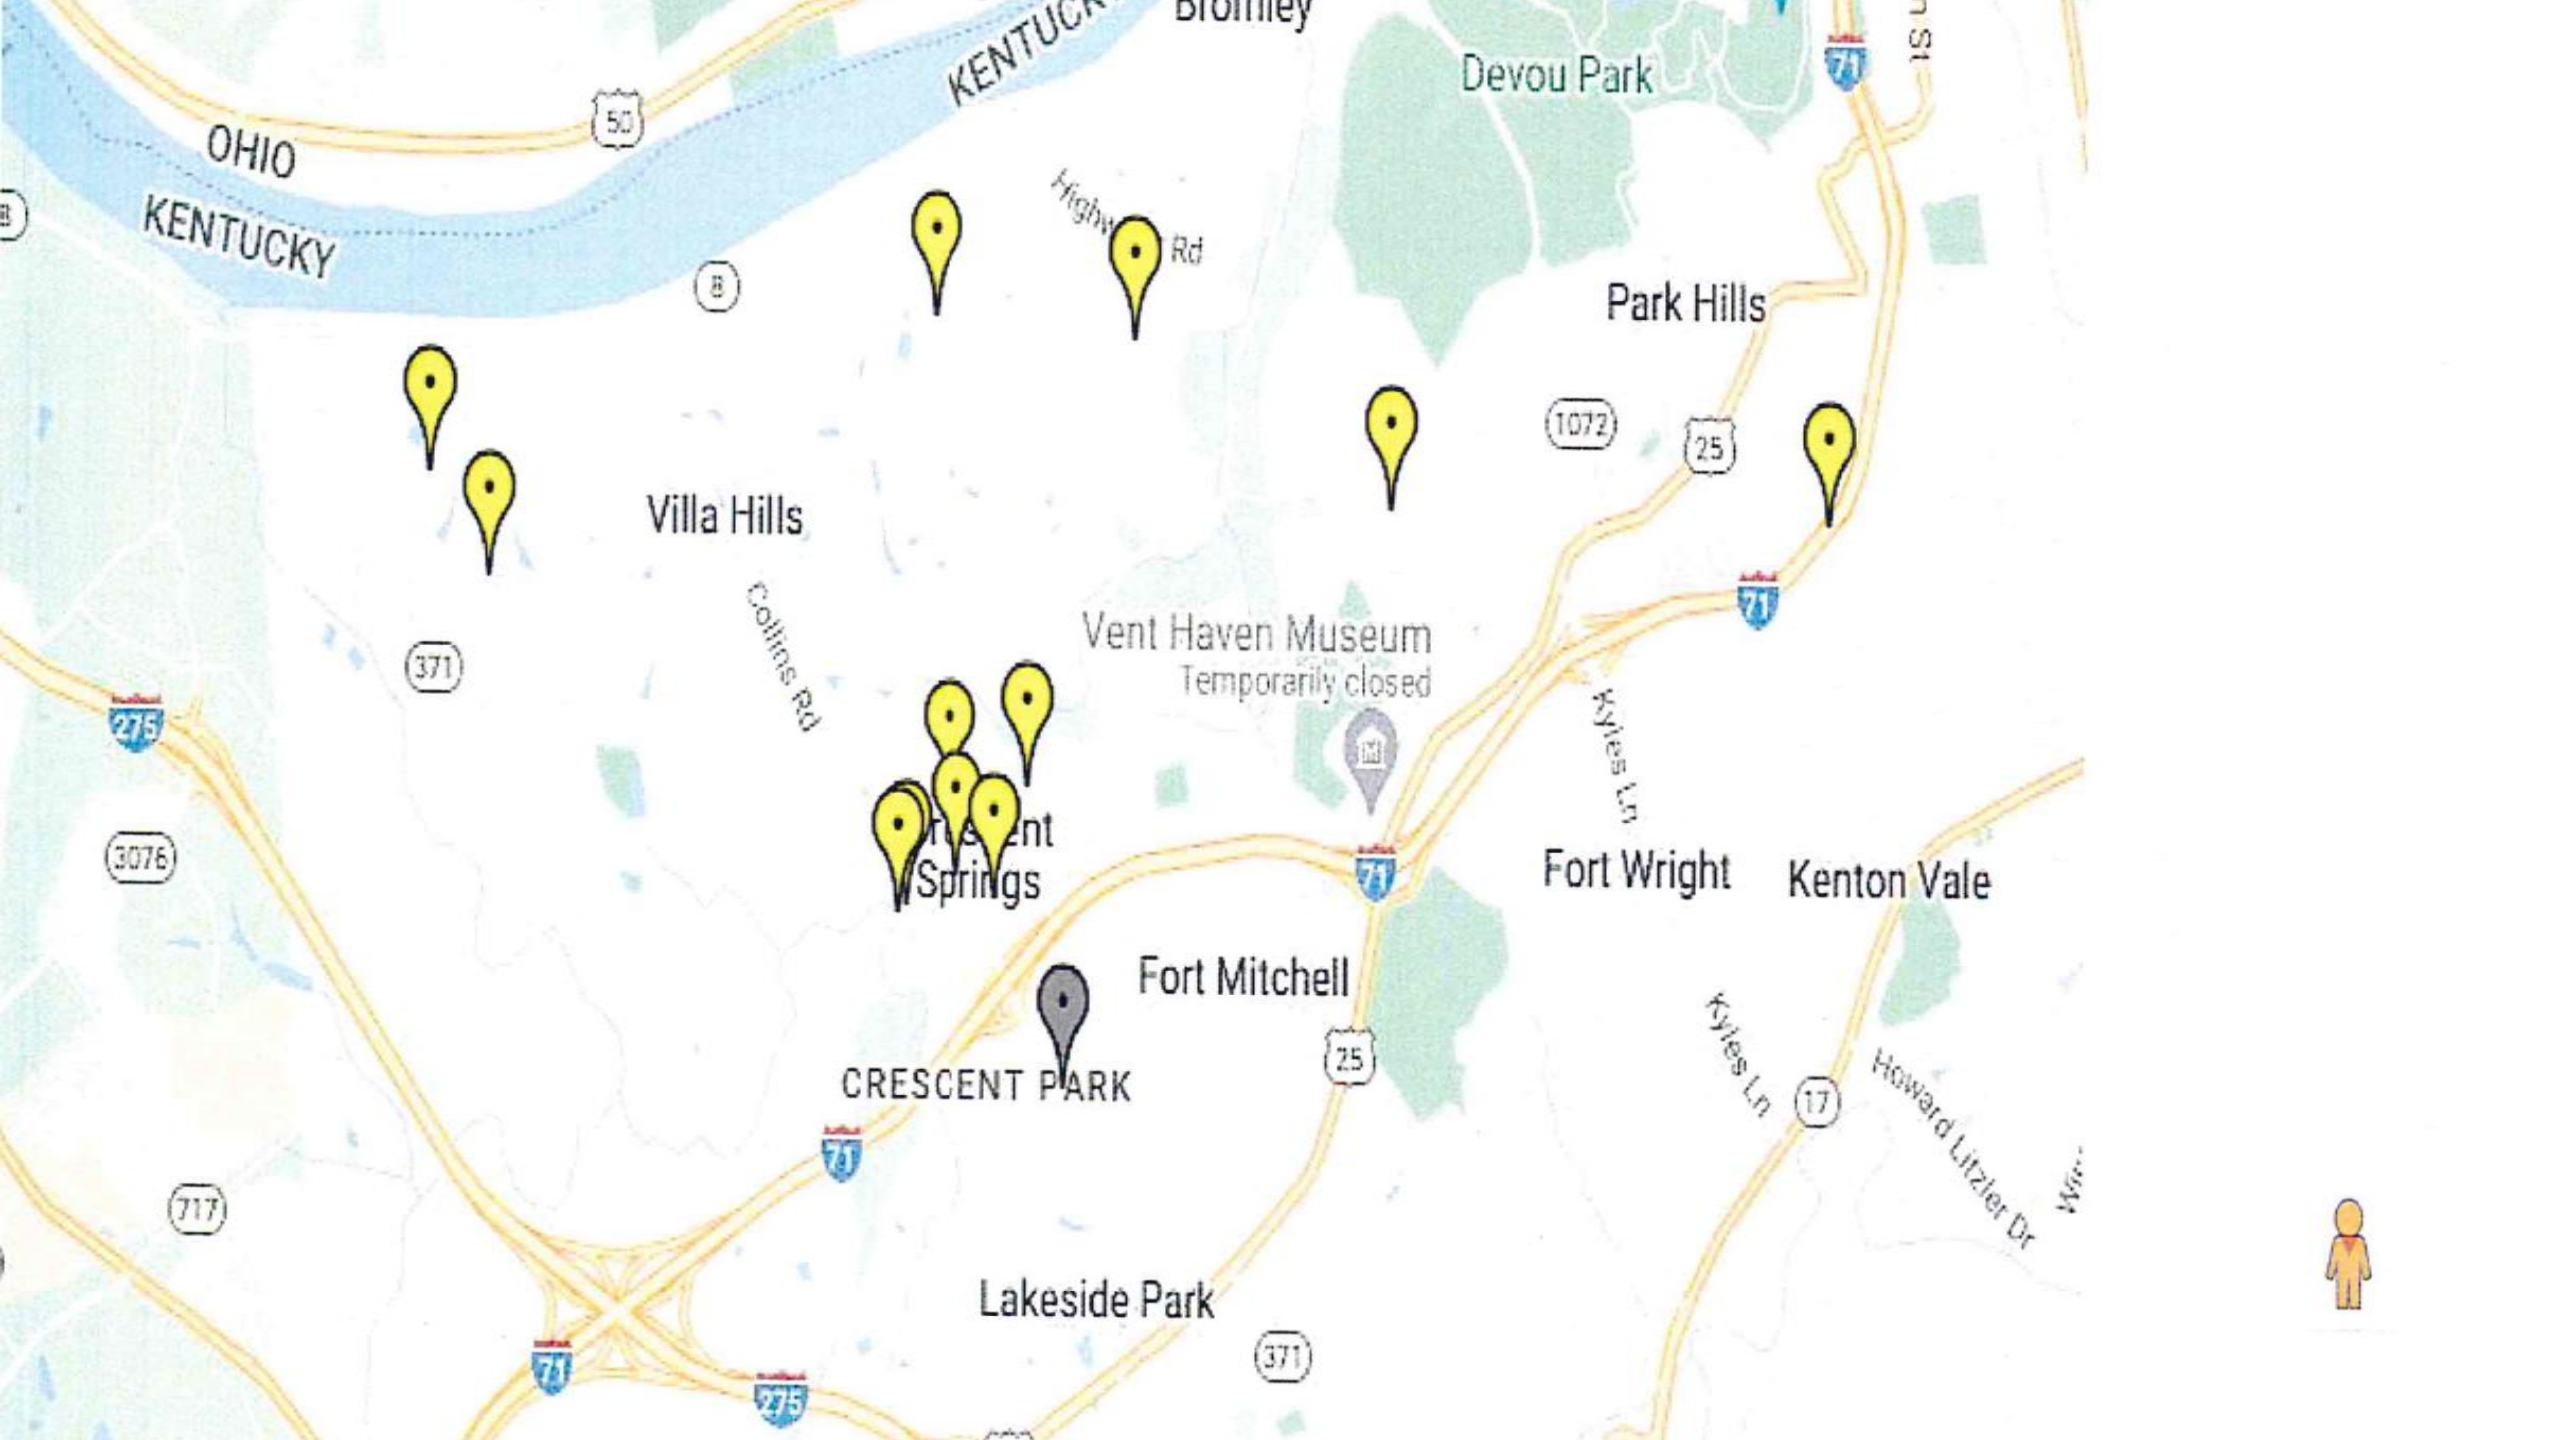 Bromley
KENTUCKY
Devou Park
71
50
OHIO
KENTUCKY
8
Rd
8
Park Hills
1072
25
Villa Hills
Collins Rd
71
Vent Haven Museum
Temporarily closed
371
275
Kyles Ln
3076
Springs
71
Fort Wright
Kenton Vale
Fort Mitchell
25
CRESCENT PARK
Kyles Ln
17
Howard Litzler Dr
71
717
Lakeside Park
371
71
275